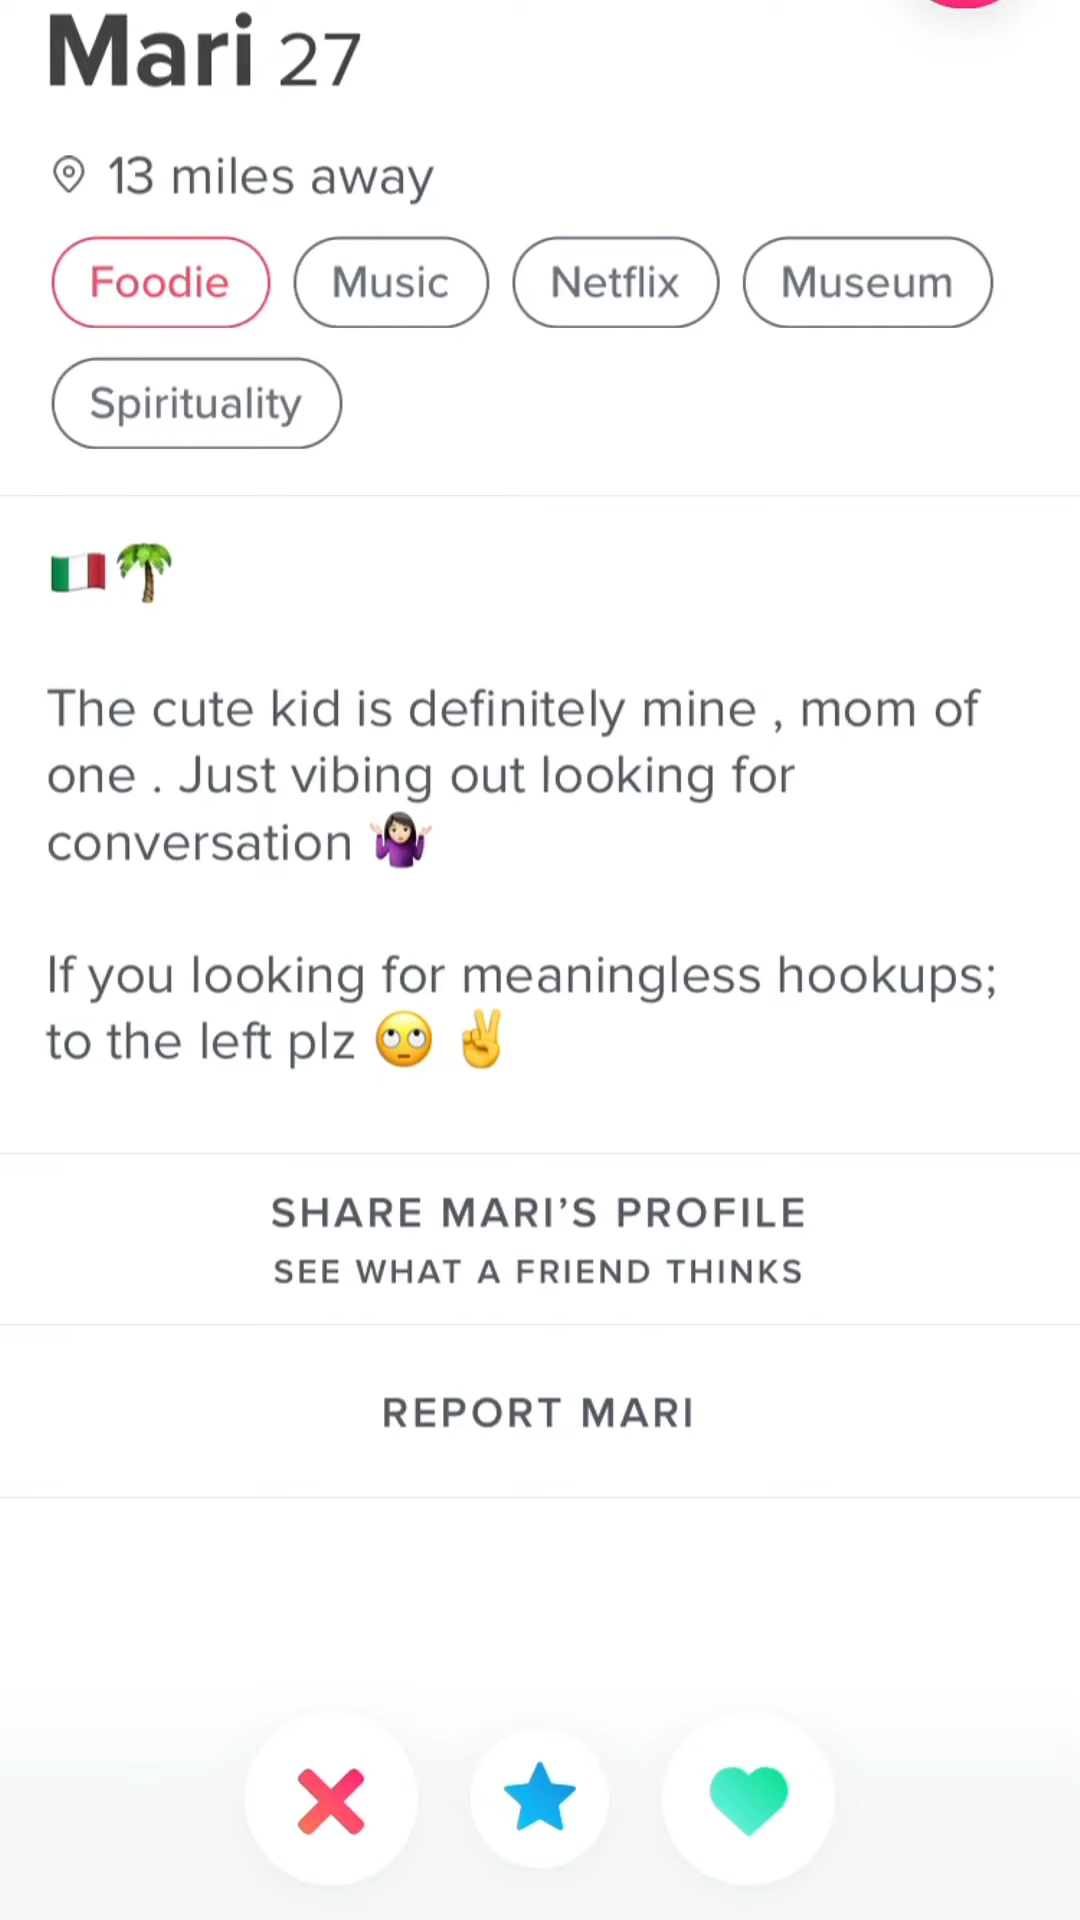 Mari 27
13 miles away
Foodie Music Netflix Museum
Spirituality
🇮🇹🌴
The cute kid is definitely mine , mom of
one . Just vibing out looking for
conversation 🤷🏻‍♀️
If you looking for meaningless hookups;
to the left plz 🙄 ✌️
SHARE MARI’S PROFILE
SEE WHAT A FRIEND THINKS
REPORT MARI